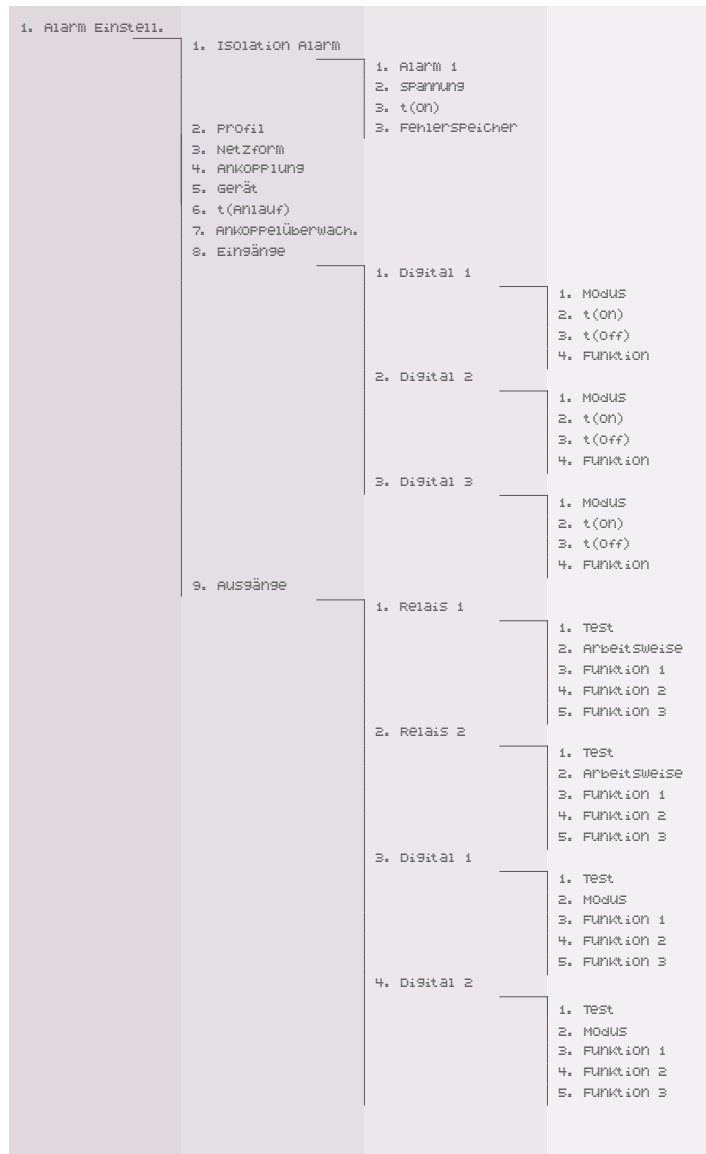 1. Alarm Einstell.
1. Isolation Alarm
1. Alarm 1
2. Spannung
3. t(on)
3. Fehlerspeicher
2. Profil
3. Netzform
4. Ankopplung
5. Gerät
6. t(Anlauf)
7. Ankoppelüberwach.
8. Eingänge
1. Digital 1
1. Modus
2. t(on)
3. t(off)
4. Funktion
2. Digital 2
1. Modus
2. t(on)
3. t(off)
4. Funktion
3. Digital 3
1. Modus
2. t(on)
3. t(off)
4. Funktion
9. Ausgänge
1. Relais 1
1. Test
2. Arbeitsweise
3. Funktion 1
4. Funktion 2
5. Funktion 3
2. Relais 2
1. Test
2. Arbeitsweise
3. Funktion 1
4. Funktion 2
5. Funktion 3
3. Digital 1
1. Test
2. Modus
3. Funktion 1
4. Funktion 2
5. Funktion 3
4. Digital 2
1. Test
2. Modus
3. Funktion 1
4. Funktion 2
5. Funktion 3